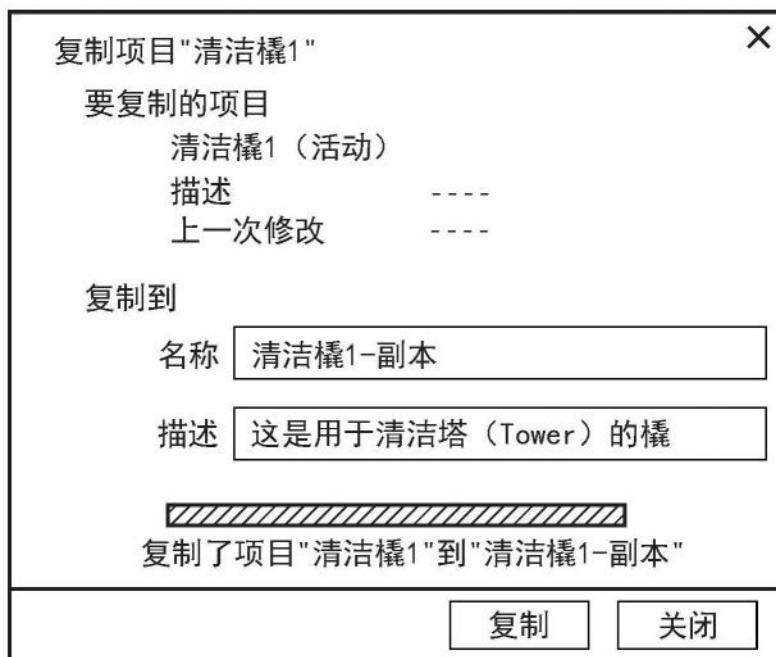 复制项目"清洁橇1"
×
要复制的项目
清洁橇1（活动）
描述 ----
上一次修改 ----
复制到
名称 清洁橇1-副本
描述 这是用于清洁塔（Tower）的橇
复制了项目"清洁橇1"到"清洁橇1-副本"
复制 关闭